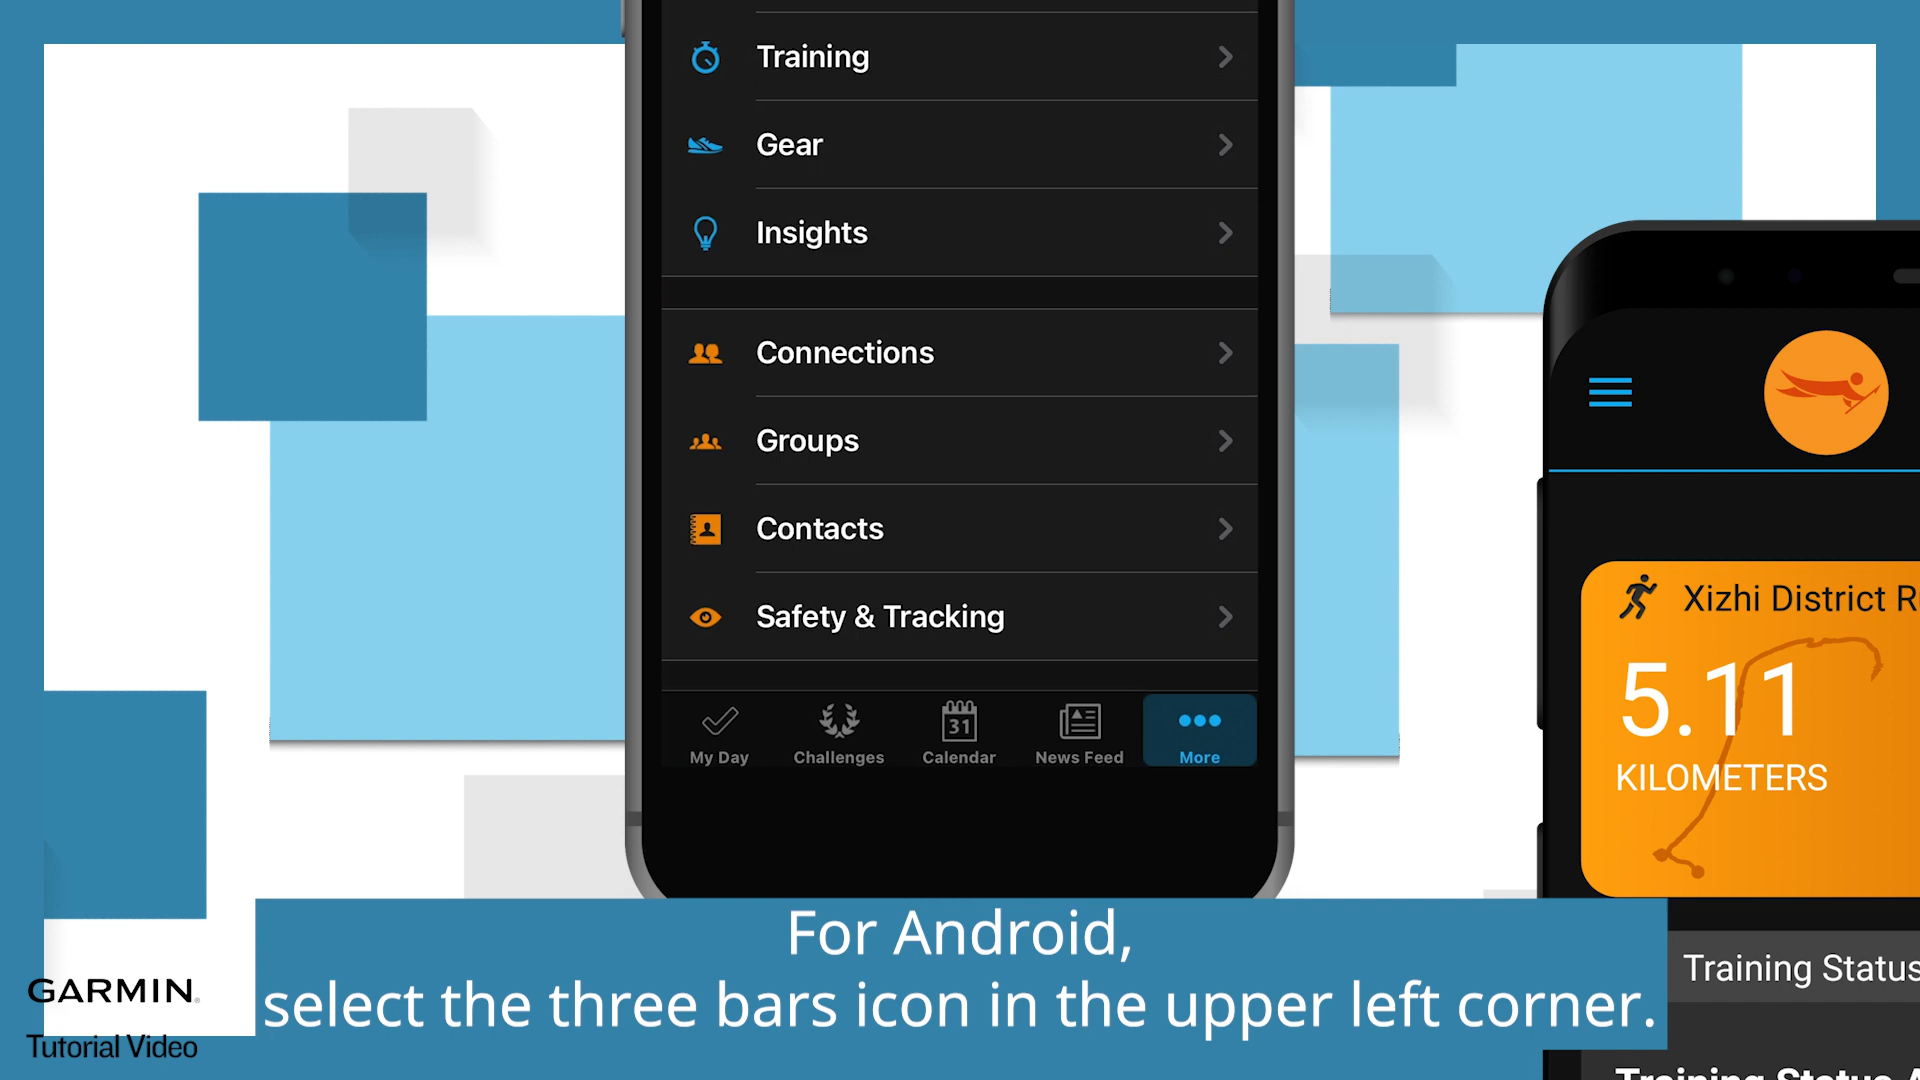 Training
Gear
Insights
Connections
Groups
Contacts
Safety & Tracking
My Day
Challenges
31
Calendar
News Feed
More
Xizhi District R
5.11
KILOMETERS
Training Status
For Android,
select the three bars icon in the upper left corner.
GARMIN
Tutorial Video